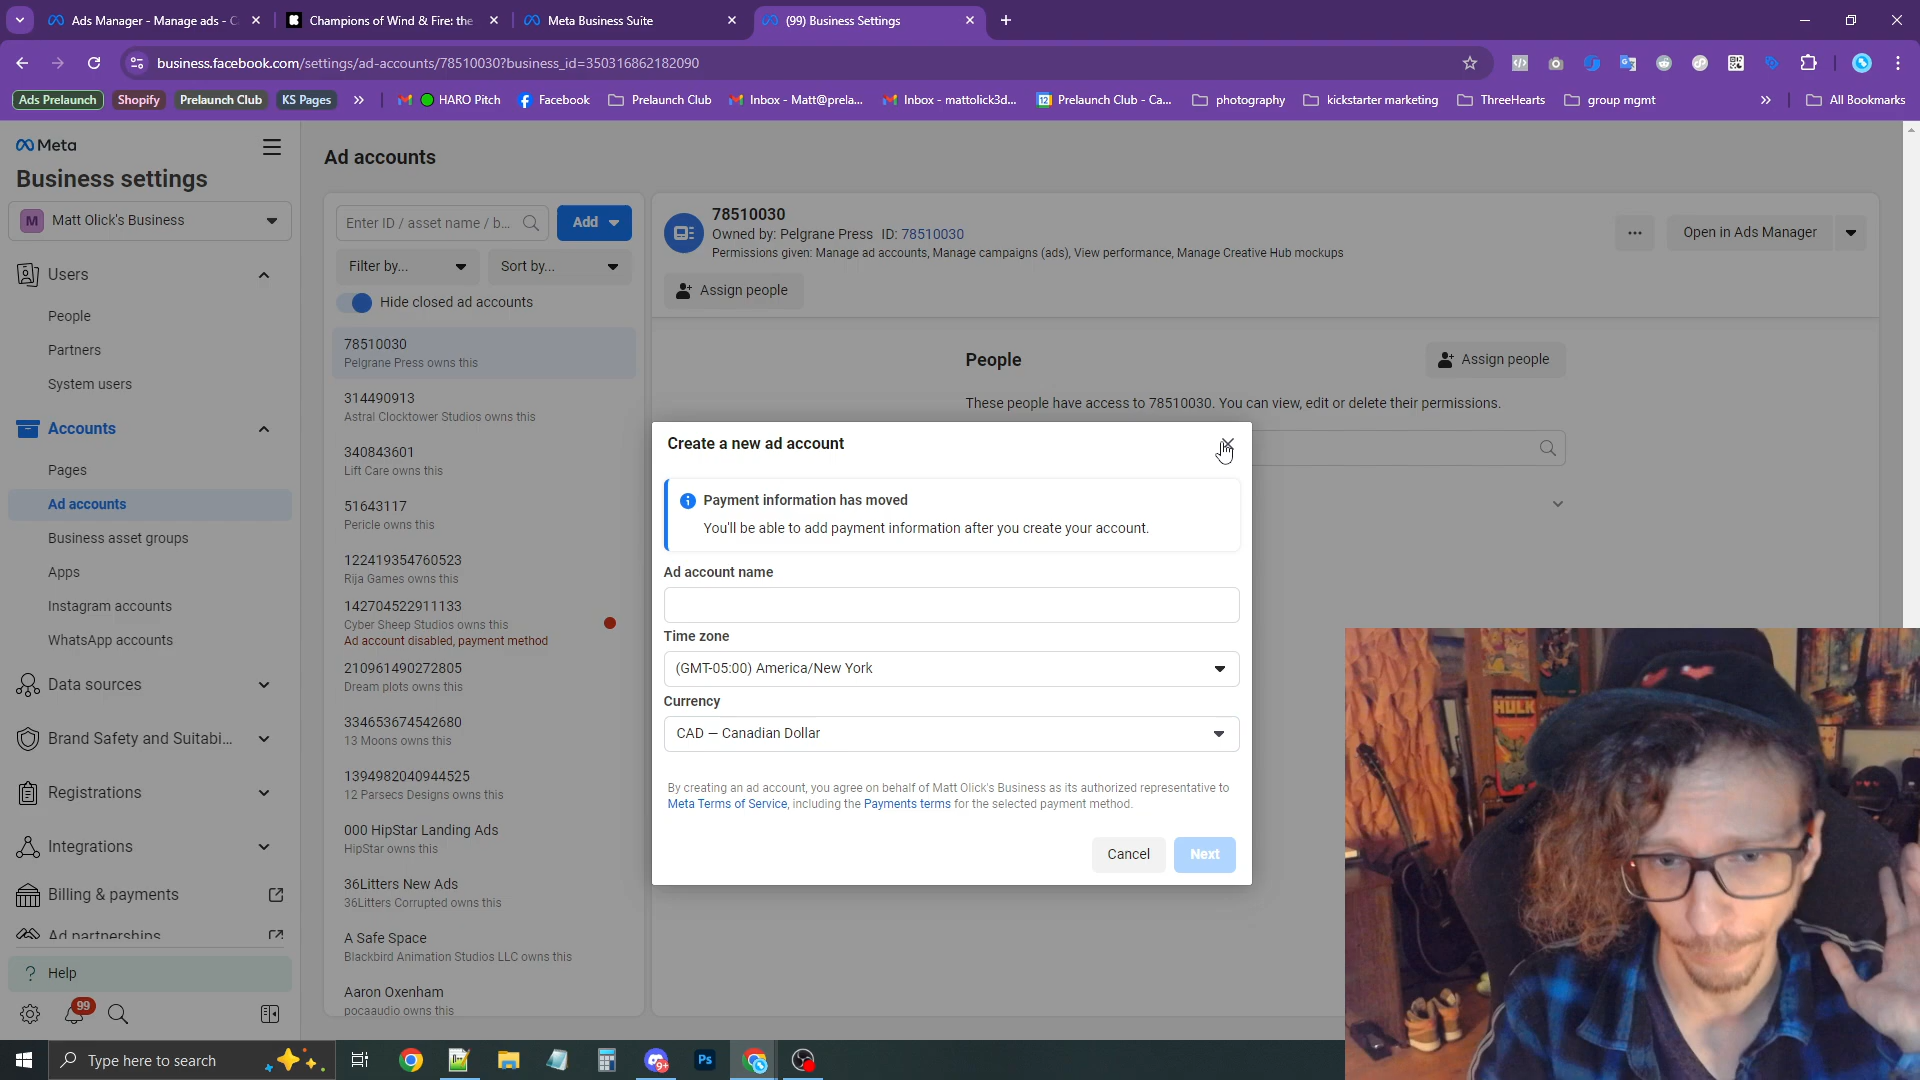 Ads Manager - Manage ads - C
Champions of Wind & Fire: the
Meta Business Suite
(99) Business Settings
business.facebook.com/settings/ad-accounts/78510030?business_id=350316862182090
Ads Prelaunch
Shopify
Prelaunch Club
KS Pages
HARO Pitch
Facebook
Prelaunch Club
Inbox - Matt@prela...
Inbox - mattolick3d...
Prelaunch Club - Ca...
photography
kickstarter marketing
ThreeHearts
group mgmt
All Bookmarks
Meta
Business settings
M Matt Olick's Business
Users
People
Partners
System users
Accounts
Pages
Ad accounts
Business asset groups
Apps
Instagram accounts
WhatsApp accounts
Data sources
Brand Safety and Suitabi...
Registrations
Integrations
Billing & payments
Ad partnerships
? Help
99
Ad accounts
Enter ID / asset name / b...
Add
Filter by...
Sort by...
Hide closed ad accounts
78510030
Pelgrane Press owns this
314490913
Astral Clocktower Studios owns this
340843601
Lift Care owns this
51643117
Pericle owns this
122419354760523
Rija Games owns this
142704522911133
Cyber Sheep Studios owns this
Ad account disabled, payment method
210961490272805
Dream plots owns this
334653674542680
13 Moons owns this
1394982040944525
12 Parsecs Designs owns this
000 HipStar Landing Ads
HipStar owns this
36Litters New Ads
36Litters Corrupted owns this
A Safe Space
Blackbird Animation Studios LLC owns this
Aaron Oxenham
pocaaudio owns this
78510030
Owned by: Pelgrane Press ID: 78510030
Permissions given: Manage ad accounts, Manage campaigns (ads), View performance, Manage Creative Hub mockups
Assign people
Open in Ads Manager
People
Assign people
These people have access to 78510030. You can view, edit or delete their permissions.
Create a new ad account
Payment information has moved
You'll be able to add payment information after you create your account.
Ad account name
Time zone
(GMT-05:00) America/New York
Currency
CAD — Canadian Dollar
By creating an ad account, you agree on behalf of Matt Olick's Business as its authorized representative to
Meta Terms of Service, including the Payments terms for the selected payment method.
Cancel
Next
HULK
Type here to search
9+
Ps